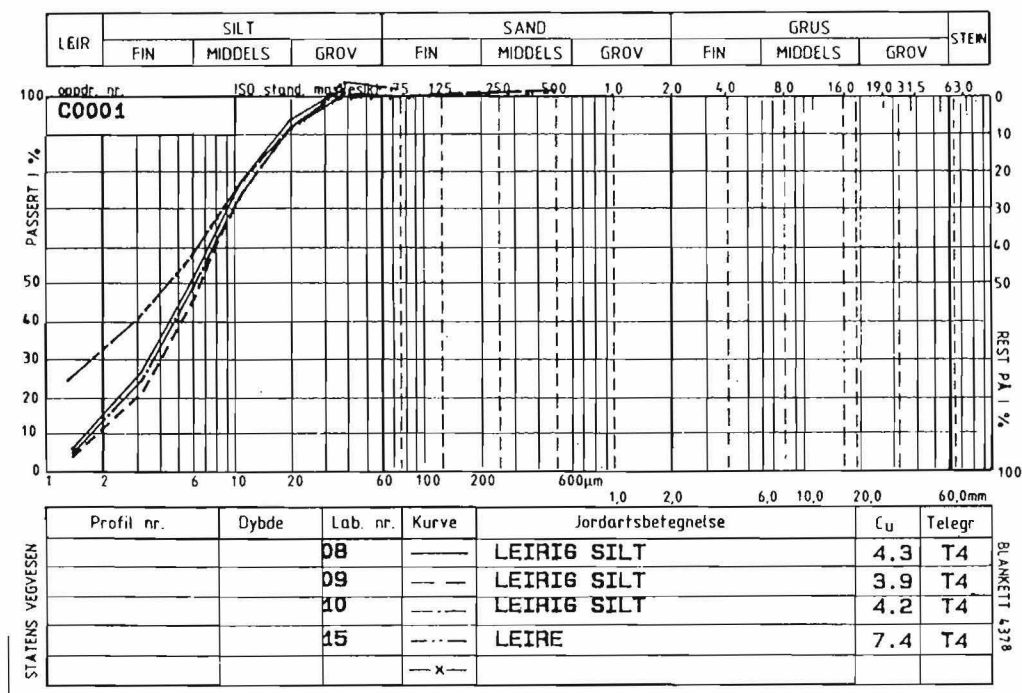 LEIR SILT SAND GRUS STEIN
FIN MIDDELS GROV FIN MIDDELS GROV FIN MIDDELS GROV
oppdr. nr. ISO stand. 75 125 250 500 1,0 2,0 4,0 8,0 16,0 19,0 31,5 63,0
C0001
100 0
10
20
30
40
50 50
40
30
20
10
0 100
PASSERT I %
REST PÅ I %
1 2 6 10 20 60 100 200 600µm
1,0 2,0 6,0 10,0 20,0 60,0mm
Profil nr. Dybde Lab. nr. Kurve Jordartsbetegnelse Cu Telegr
08 LEIRIG SILT 4.3 T4
09 LEIRIG SILT 3.9 T4
10 LEIRIG SILT 4.2 T4
15 LEIRE 7.4 T4
x
STATENS VEGVESEN
BLANKETT 4378